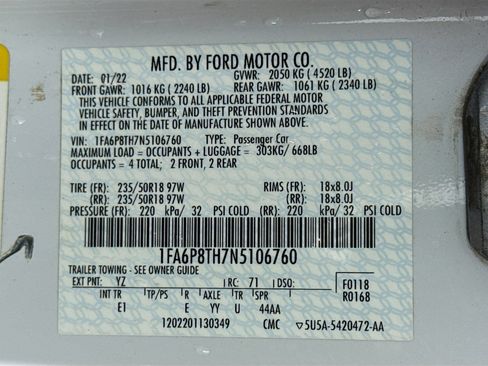 MFD. BY FORD MOTOR CO.
DATE: 01/22 GVWR: 2050 KG ( 4520 LB)
FRONT GAWR: 1016 KG ( 2240 LB) REAR GAWR: 1061 KG ( 2340 LB)
THIS VEHICLE CONFORMS TO ALL APPLICABLE FEDERAL MOTOR
VEHICLE SAFETY, BUMPER, AND THEFT PREVENTION STANDARDS
IN EFFECT ON THE DATE OF MANUFACTURE SHOWN ABOVE.
VIN: 1FA6P8TH7N5106760 TYPE: Passenger Car
MAXIMUM LOAD = OCCUPANTS + LUGGAGE = 303KG/ 668LB
OCCUPANTS = 4 TOTAL; 2 FRONT, 2 REAR
TIRE (FR): 235/50R18 97W RIMS (FR): 18x8.0J
(RR): 235/50R18 97W (RR): 18x8.0J
PRESSURE (FR): 220 kPa/ 32 PSI COLD (RR): 220 kPa/ 32 PSI COLD
1FA6P8TH7N5106760
TRAILER TOWING - SEE OWNER GUIDE
EXT PNT: YZ RC: 71 DSO: F0118
INT TR TP/PS R AXLE TR SPR R0168
EI E YY U 44AA
1202201130349 CMC 5U5A-5420472-AA